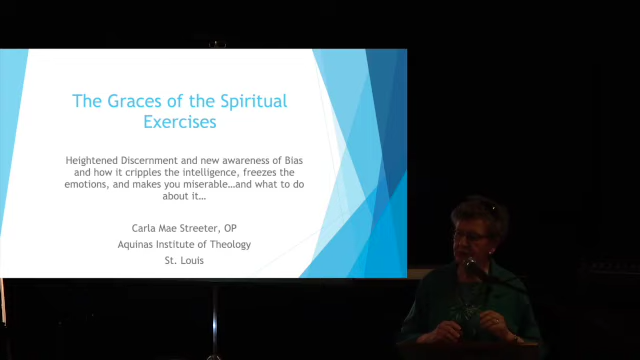 The Graces of the Spiritual
Exercises
Heightened Discernment and new awareness of Bias
and how it cripples the intelligence, freezes the
emotions, and makes you miserable…and what to do
about it…
Carla Mae Streeter, OP
Aquinas Institute of Theology
St. Louis